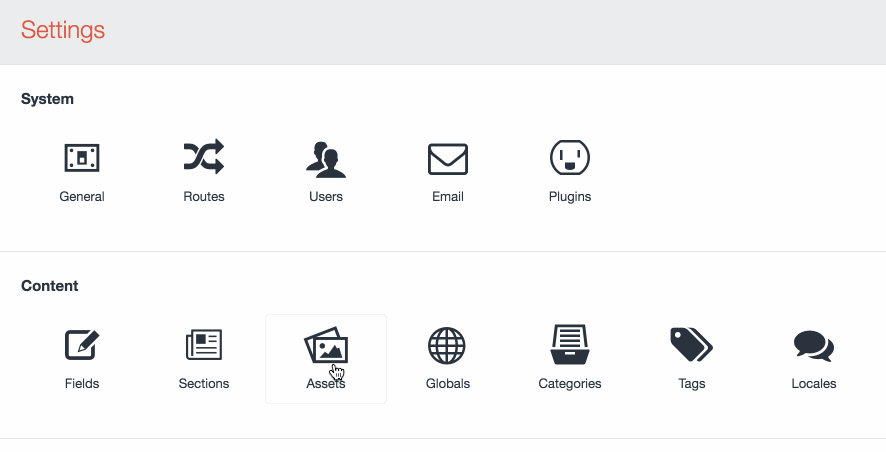 Settings
System
General
Routes
Users
Email
Plugins
Content
Fields
Sections
Assets
Globals
Categories
Tags
Locales